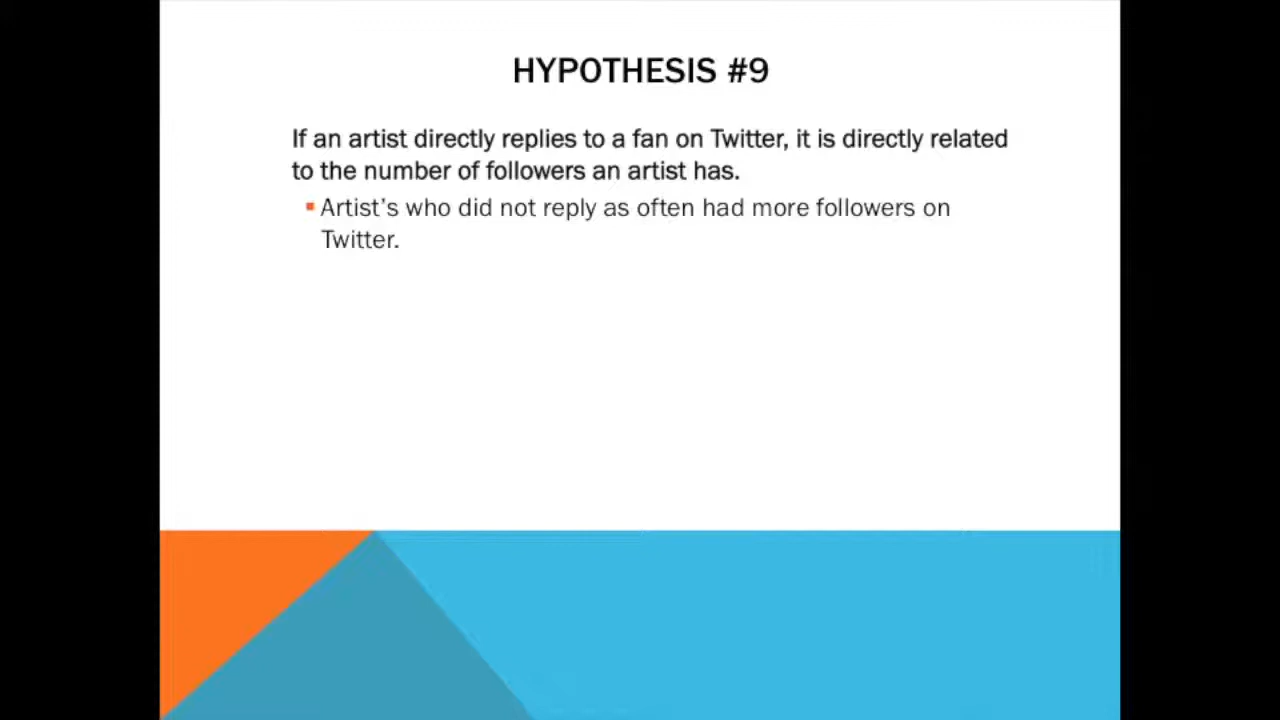 HYPOTHESIS #9
If an artist directly replies to a fan on Twitter, it is directly related
to the number of followers an artist has.
Artist's who did not reply as often had more followers on
Twitter.